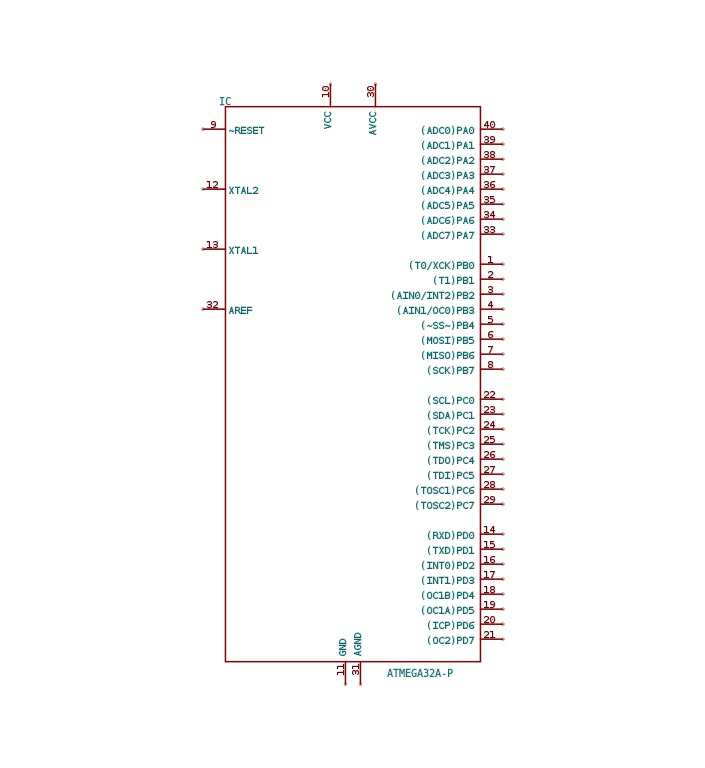 10
30
IC
VCC
AVCC
9
~RESET
(ADC0)PA0
40
(ADC1)PA1
39
(ADC2)PA2
38
(ADC3)PA3
37
12
XTAL2
(ADC4)PA4
36
(ADC5)PA5
35
(ADC6)PA6
34
(ADC7)PA7
33
13
XTAL1
(T0/XCK)PB0
1
(T1)PB1
2
(AIN0/INT2)PB2
3
32
AREF
(AIN1/OC0)PB3
4
(~SS~)PB4
5
(MOSI)PB5
6
(MISO)PB6
7
(SCK)PB7
8
(SCL)PC0
22
(SDA)PC1
23
(TCK)PC2
24
(TMS)PC3
25
(TDO)PC4
26
(TDI)PC5
27
(TOSC1)PC6
28
(TOSC2)PC7
29
(RXD)PD0
14
(TXD)PD1
15
(INT0)PD2
16
(INT1)PD3
17
(OC1B)PD4
18
(OC1A)PD5
19
(ICP)PD6
20
(OC2)PD7
21
GND
AGND
11
31
ATMEGA32A-P